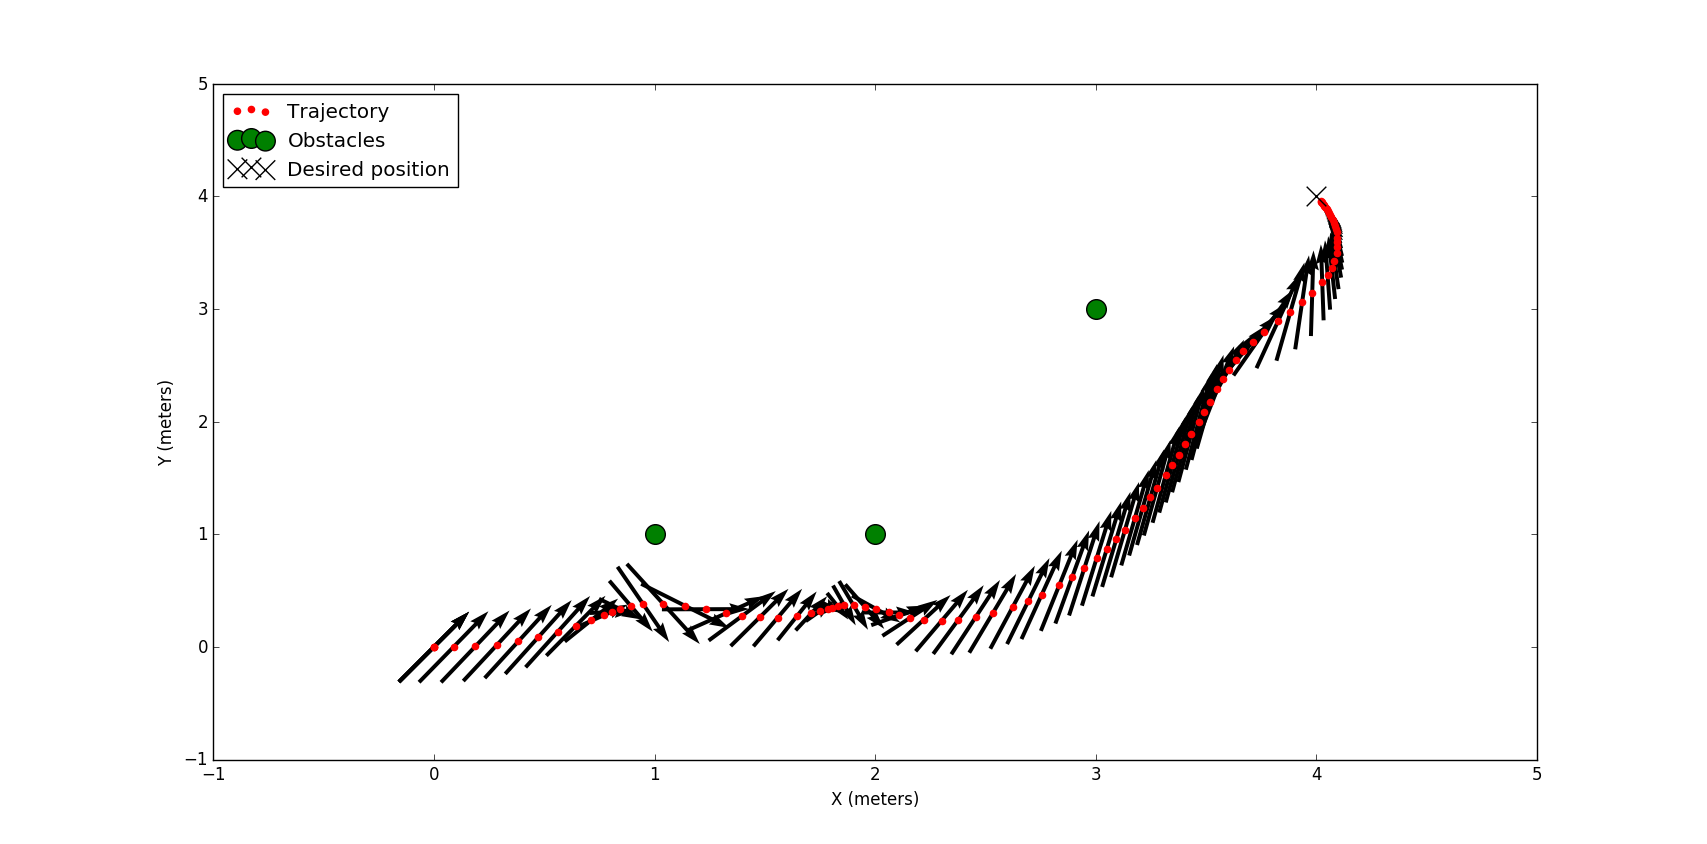 5
4
3
2
1
0
−1
Trajectory
Obstacles
Desired position
Y (meters)
−1 0 1 2 3 4 5
X (meters)